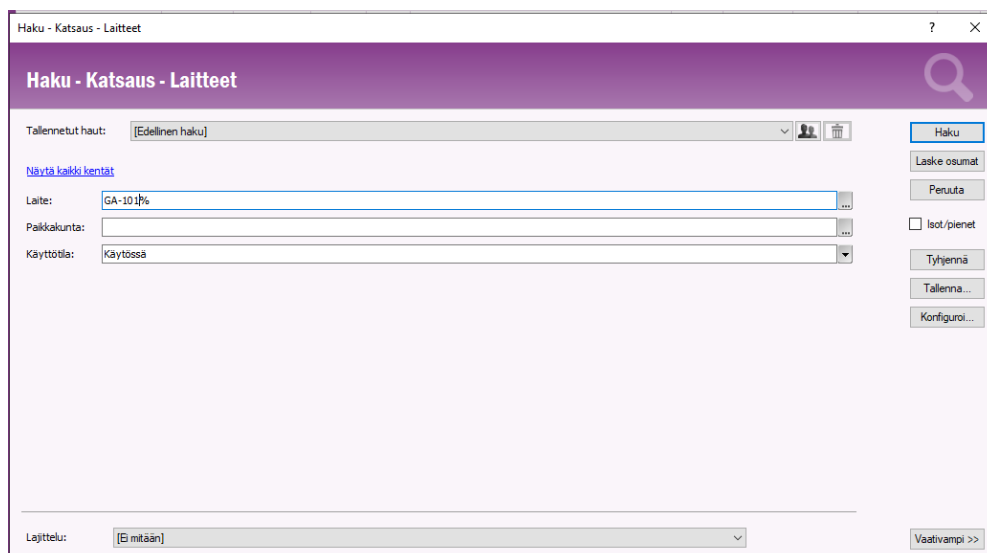 Haku - Katsaus - Laitteet ?
Haku - Katsaus - Laitteet
Tallennetut haut: [Edellinen haku]
Haku
Laske osumat
Näytä kaikki kentät
Peruuta
Laite: GA-101% ...
Paikkakunta: ...
Isot/pienet
Käyttötila: Käytössä
Tyhjennä
Tallenna...
Konfiguroi...
Lajittelu: [Ei mitään]
Vaativampi >>